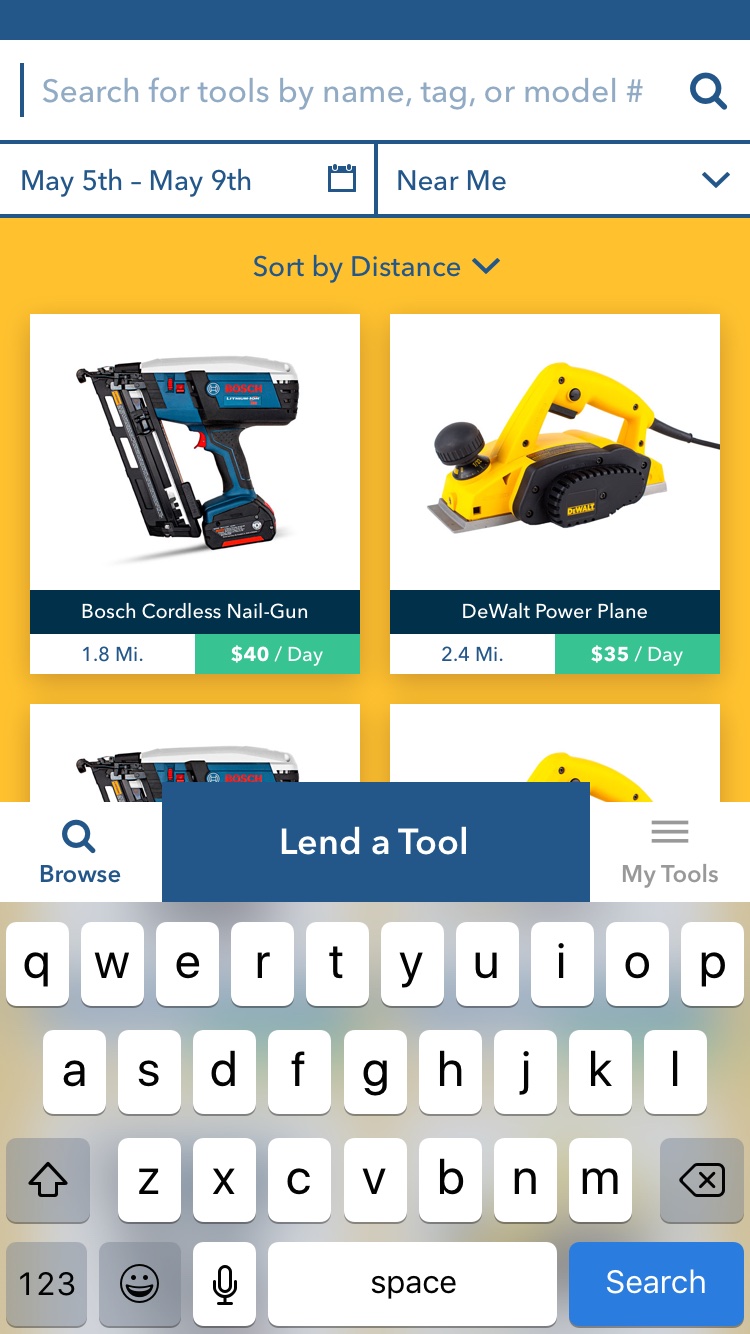 Search for tools by name, tag, or model #
May 5th – May 9th
Near Me
Sort by Distance
BOSCH
LITHIUM-ION
DEWALT
Bosch Cordless Nail-Gun
DeWalt Power Plane
1.8 Mi.
$40 / Day
2.4 Mi.
$35 / Day
BOSCH
Lend a Tool
Browse
My Tools
q w e r t y u i o p
a s d f g h j k l
z x c v b n m
123
space
Search